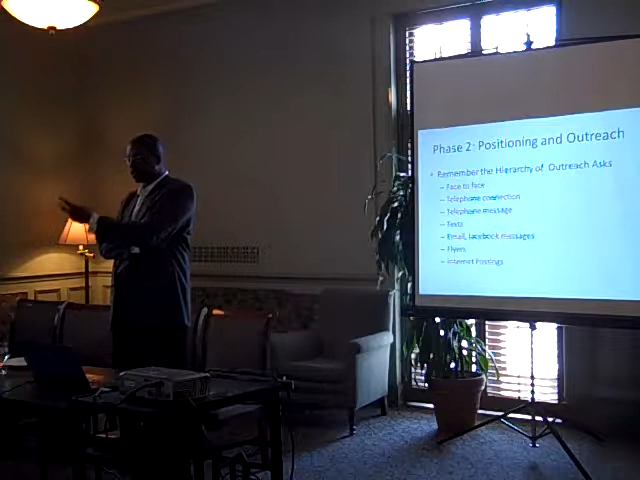 Phase 2: Positioning and Outreach
• Remember the Hierarchy of Outreach Asks
– Face to face
– Telephone connection
– Telephone message
– Texts
– Email, facebook messages
– Flyers
– Internet Postings